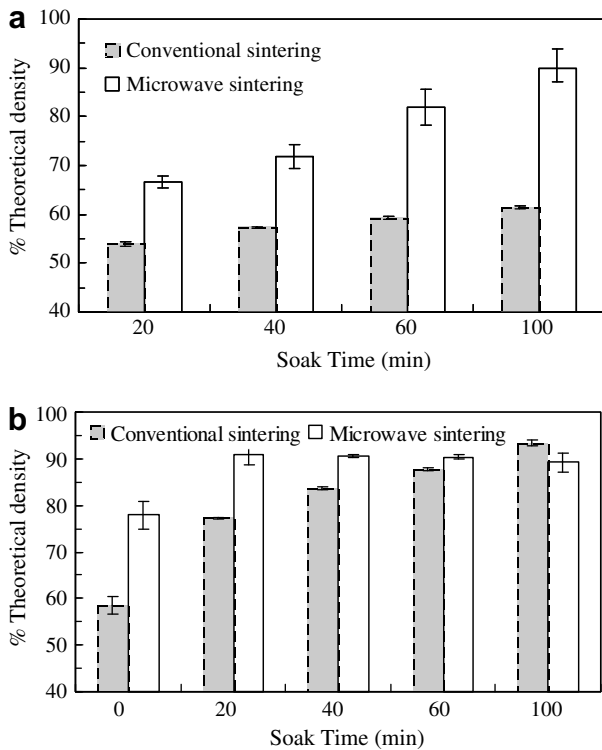 a
100
90
80
70
60
50
40
% Theoretical density
Conventional sintering
Microwave sintering
20 40 60 100
Soak Time (min)
b
100
90
80
70
60
50
40
% Theoretical density
Conventional sintering Microwave sintering
0 20 40 60 100
Soak Time (min)